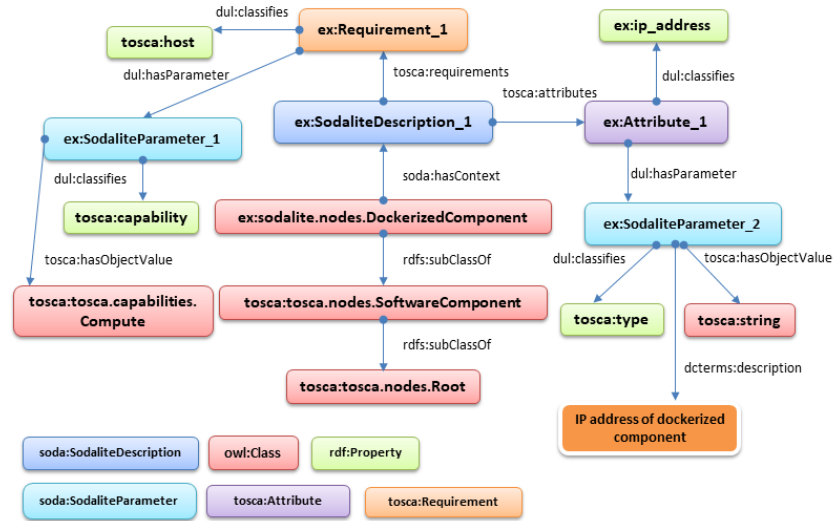 dul:classifies
ex:Requirement_1
ex:ip_address
tosca:host
dul:hasParameter
tosca:requirements
dul:classifies
tosca:attributes
ex:SodaliteParameter_1
ex:SodaliteDescription_1
ex:Attribute_1
dul:classifies
soda:hasContext
dul:hasParameter
tosca:capability
ex:sodalite.nodes.DockerizedComponent
ex:SodaliteParameter_2
tosca:hasObjectValue
rdfs:subClassOf
dul:classifies
tosca:hasObjectValue
tosca:tosca.capabilities.
Compute
tosca:tosca.nodes.SoftwareComponent
tosca:type
tosca:string
rdfs:subClassOf
dcterms:description
tosca:tosca.nodes.Root
IP address of dockerized
component
soda:SodaliteDescription
owl:Class
rdf:Property
soda:SodaliteParameter
tosca:Attribute
tosca:Requirement